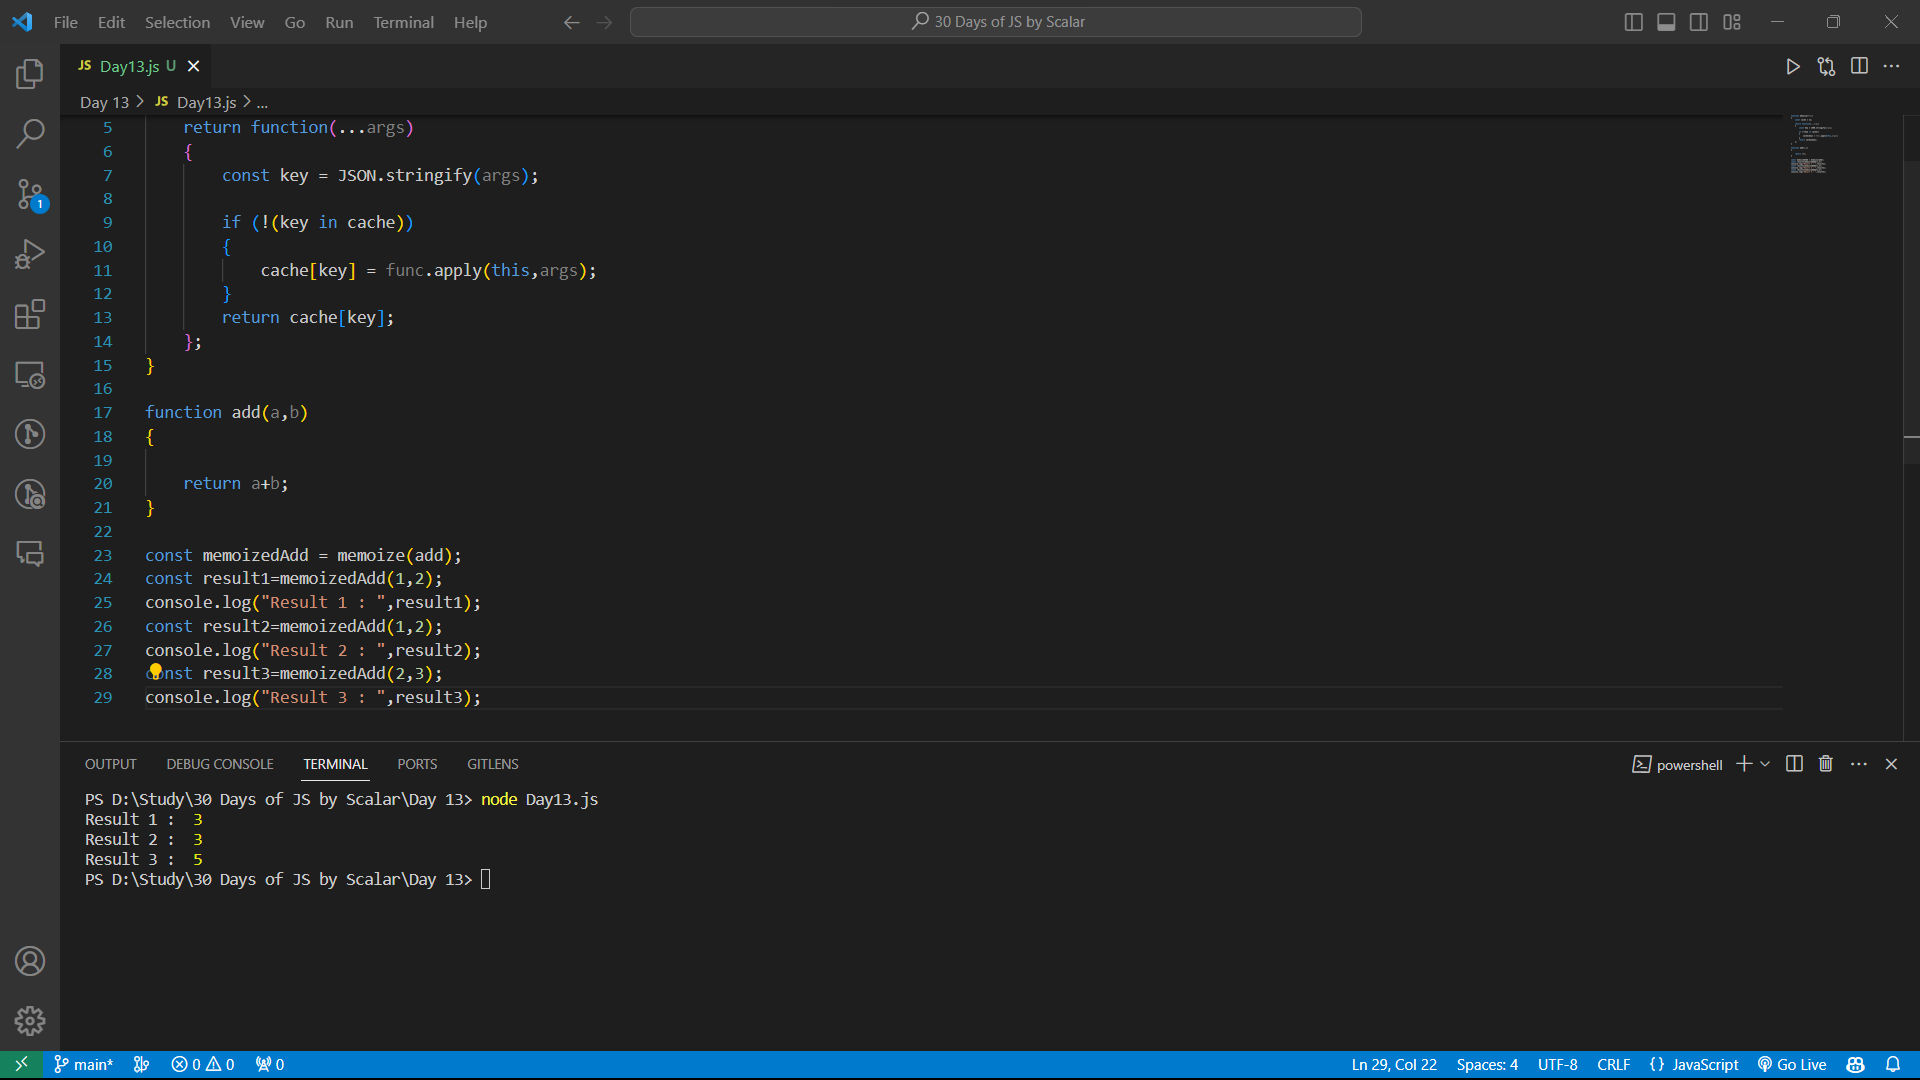 File Edit Selection View Go Run Terminal Help 30 Days of JS by Scalar
JS Day13.js U
Day 13 > JS Day13.js > ...
5 return function(...args)
6 {
7 const key = JSON.stringify(args);
8
9 if (!(key in cache))
10 {
11 cache[key] = func.apply(this,args);
12 }
13 return cache[key];
14 };
15 }
16
17 function add(a,b)
18 {
19
20 return a+b;
21 }
22
23 const memoizedAdd = memoize(add);
24 const result1=memoizedAdd(1,2);
25 console.log("Result 1 : ",result1);
26 const result2=memoizedAdd(1,2);
27 console.log("Result 2 : ",result2);
28 const result3=memoizedAdd(2,3);
29 console.log("Result 3 : ",result3);
1
OUTPUT DEBUG CONSOLE TERMINAL PORTS GITLENS powershell
PS D:\Study\30 Days of JS by Scalar\Day 13> node Day13.js
Result 1 :  3
Result 2 :  3
Result 3 :  5
PS D:\Study\30 Days of JS by Scalar\Day 13>
main* 0 0 0 Ln 29, Col 22 Spaces: 4 UTF-8 CRLF {} JavaScript Go Live